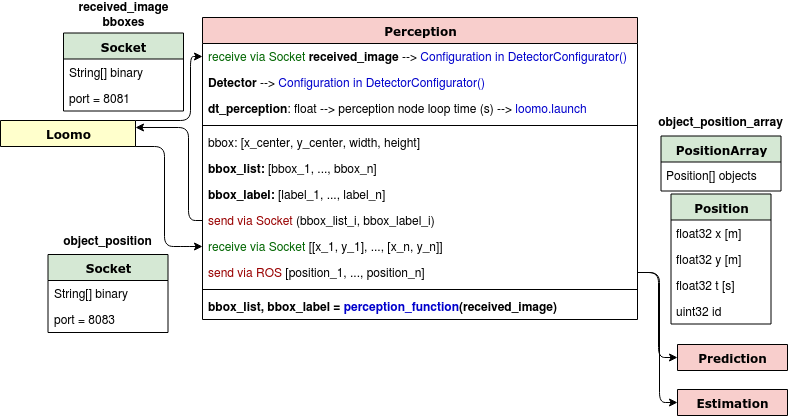 received_image
bboxes
Socket
String[] binary
port = 8081
Loomo
object_position
Socket
String[] binary
port = 8083
Perception
receive via Socket received_image --> Configuration in DetectorConfigurator()
Detector --> Configuration in DetectorConfigurator()
dt_perception: float --> perception node loop time (s) --> loomo.launch
bbox: [x_center, y_center, width, height]
bbox_list: [bbox_1, ..., bbox_n]
bbox_label: [label_1, ..., label_n]
send via Socket (bbox_list_i, bbox_label_i)
receive via Socket [[x_1, y_1], ..., [x_n, y_n]]
send via ROS [position_1, ..., position_n]
bbox_list, bbox_label = perception_function(received_image)
object_position_array
PositionArray
Position[] objects
Position
float32 x [m]
float32 y [m]
float32 t [s]
uint32 id
Prediction
Estimation